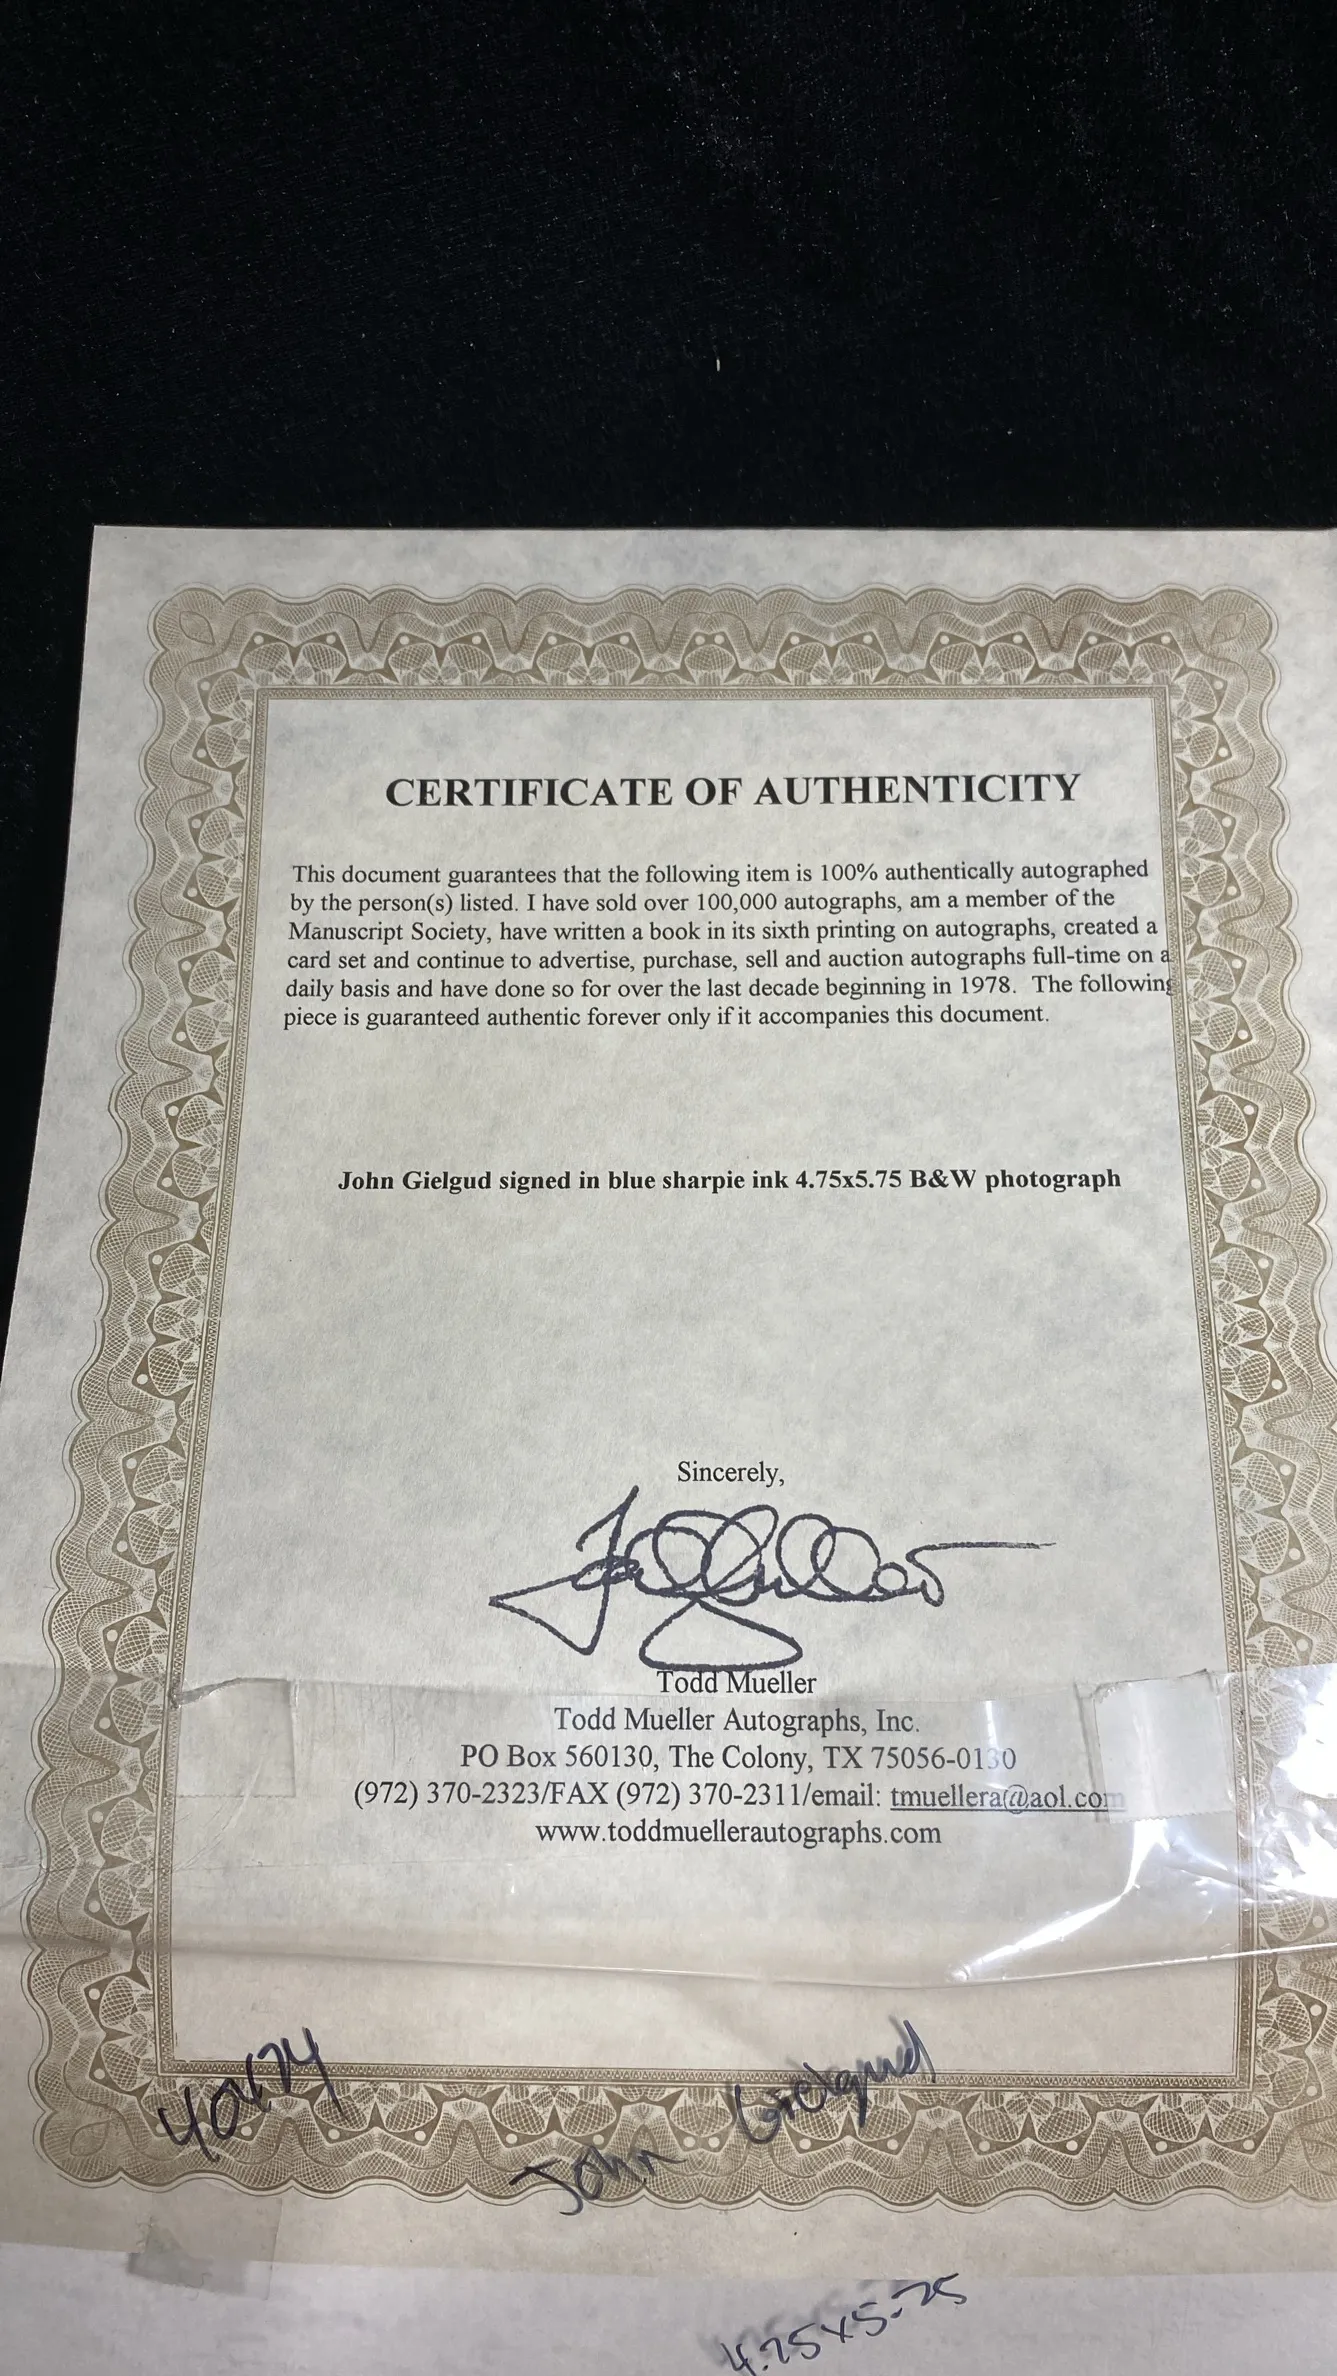 CERTIFICATE OF AUTHENTICITY
This document guarantees that the following item is 100% authentically autographed
by the person(s) listed. I have sold over 100,000 autographs, am a member of the
Manuscript Society, have written a book in its sixth printing on autographs, created a
card set and continue to advertise, purchase, sell and auction autographs full-time on a
daily basis and have done so for over the last decade beginning in 1978. The following
piece is guaranteed authentic forever only if it accompanies this document.
John Gielgud signed in blue sharpie ink 4.75x5.75 B&W photograph
Sincerely,
Todd Mueller
Todd Mueller Autographs, Inc.
PO Box 560130, The Colony, TX 75056-0130
(972) 370-2323/FAX (972) 370-2311/email: tmuellera@aol.com
www.toddmuellerautographs.com
John Gielgud
4.75x5.75